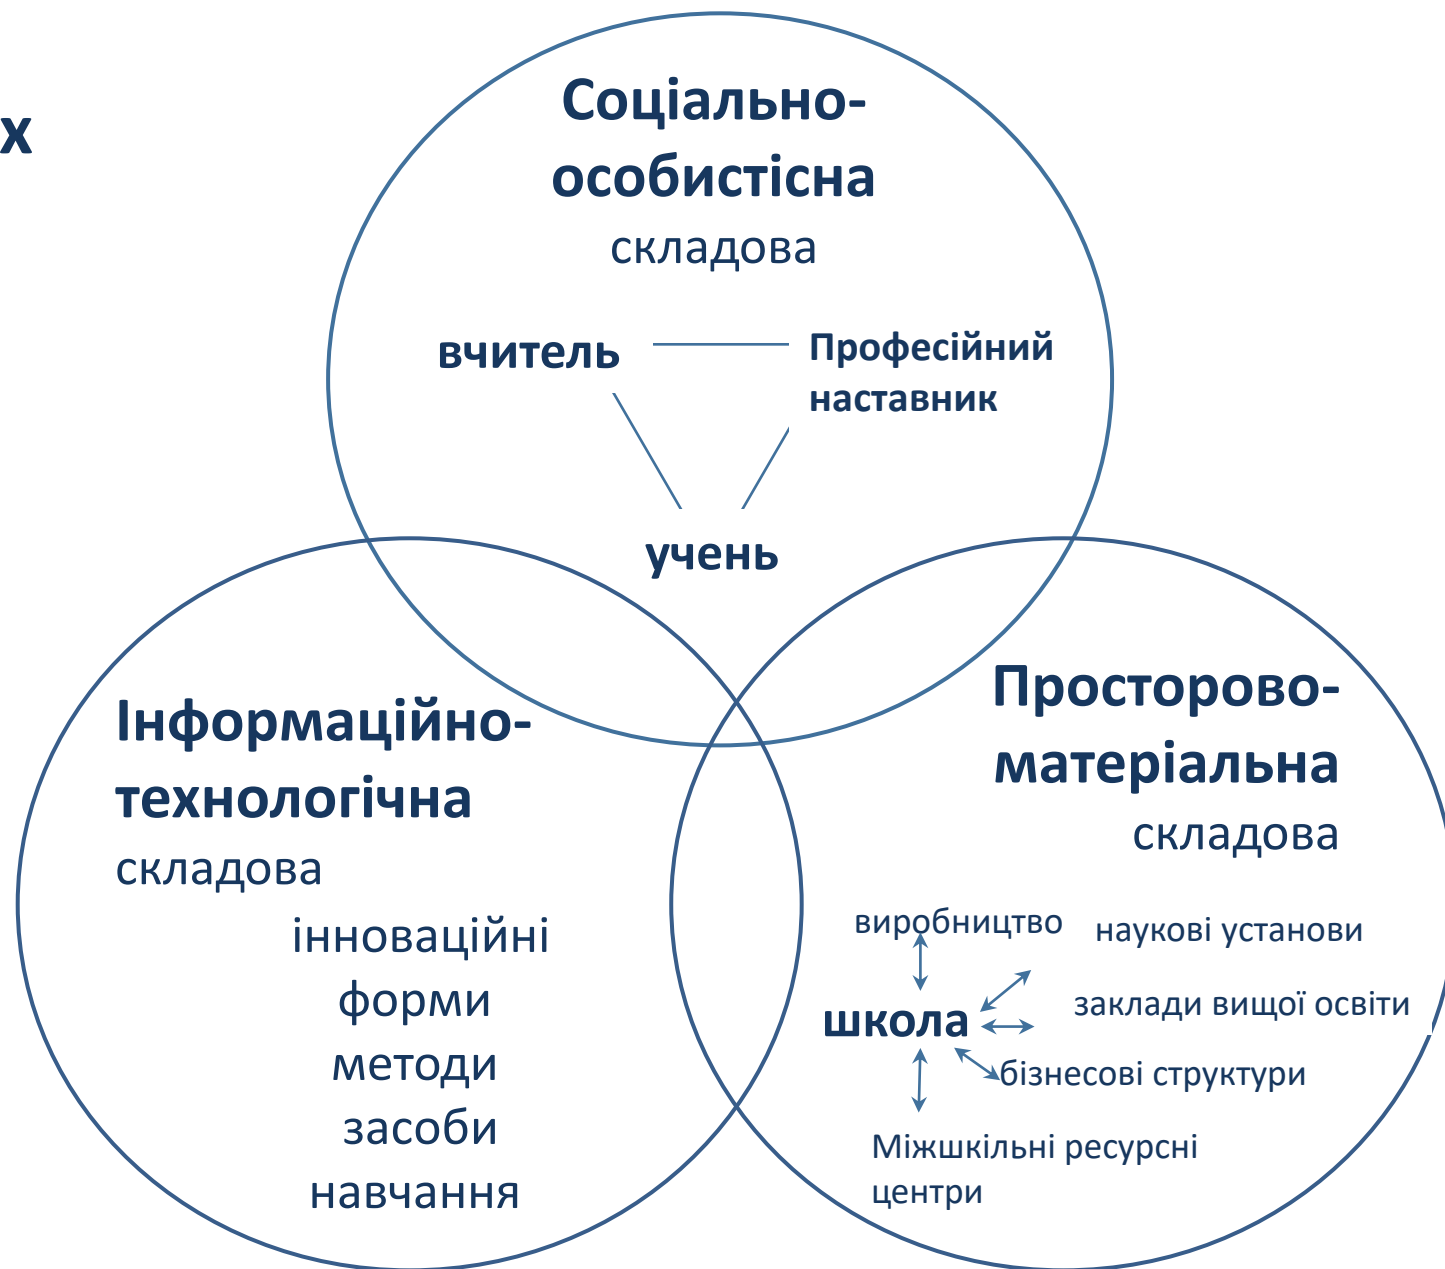 х
Соціально-
особистісна
складова
вчитель
Професійний
наставник
учень
Інформаційно-
технологічна
складова
інноваційні
форми
методи
засоби
навчання
Просторово-
матеріальна
складова
виробництво
наукові установи
школа
заклади вищої освіти
бізнесові структури
Міжшкільні ресурсні
центри